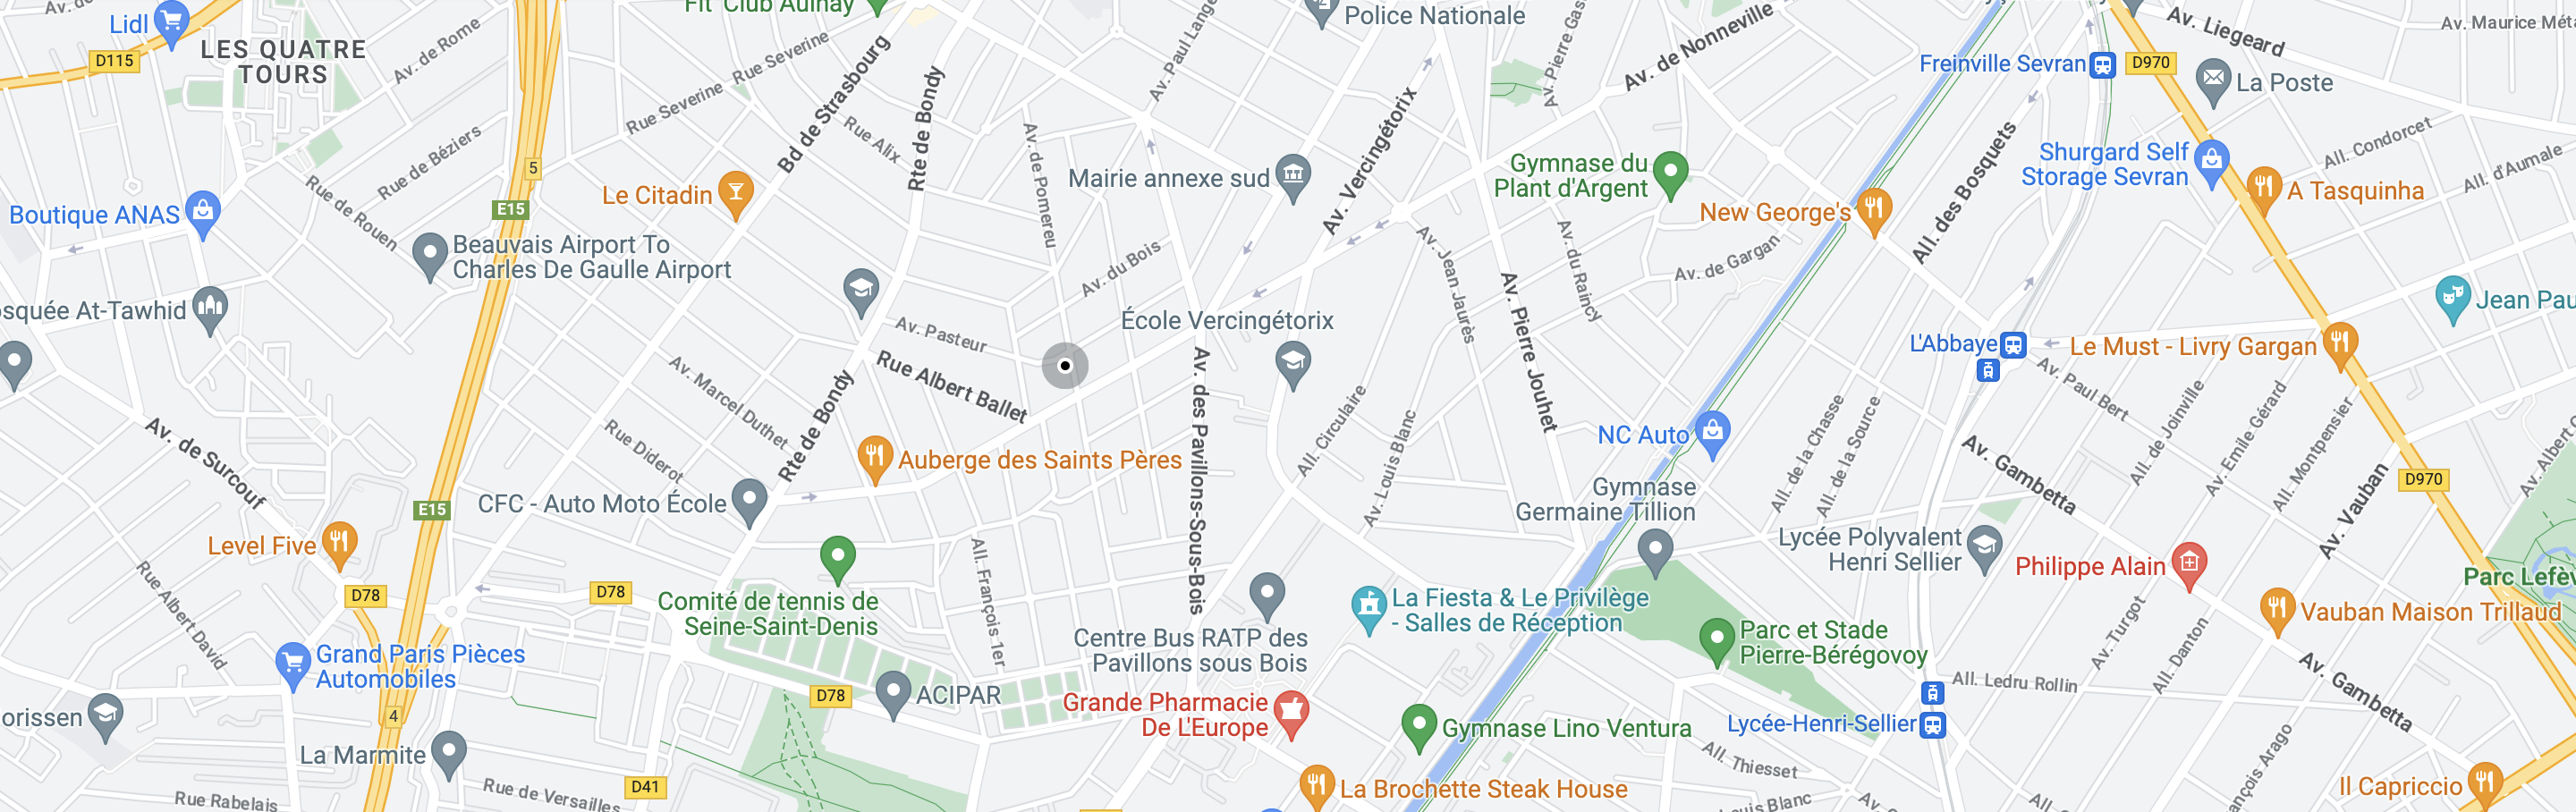 Fit' Club Aulnay
Police Nationale
Lidl
LES QUATRE
TOURS
D115
Av. de Rome
Rue Severine
Rue Severine
Bd de Strasbourg
Rte de Bondy
Rue Alix
Av. de Nonneville
Av. Liegeard
Freinville Sevran
D970
La Poste
5
Rue de Béziers
Rue de Rouen
Av. de Pomereu
Mairie annexe sud
Av. Vercingétorix
Gymnase du
Plant d'Argent
New George's
All. des Bosquets
Shurgard Self
Storage Sevran
A Tasquinha
All. Condorcet
All. d'Aumale
Boutique ANAS
E15
Le Citadin
Beauvais Airport To
Charles De Gaulle Airport
Av. du Bois
Av. Jean Jaurès
Av. du Raincy
Av. de Gargan
squée At-Tawhid
Av. Pasteur
École Vercingétorix
Av. Pierre Jouhet
L'Abbaye
Le Must - Livry Gargan
Jean Pau
Rue Albert Ballet
Av. Marcel Duthet
Rte de Bondy
Av. des Pavillons-Sous-Bois
All. Circulaire
Av. Louis Blanc
NC Auto
All. de la Chasse
All. de la Source
Av. Paul Bert
Av. Gambetta
All. de Joinville
Av. Emile Gérard
All. Montpensier
Av. Vauban
D970
Av. de Surcouf
E15
Rue Diderot
CFC - Auto Moto École
Auberge des Saints Pères
Gymnase
Germaine Tillion
Lycée Polyvalent
Henri Sellier
Philippe Alain
Level Five
D78
D78
Rue Albert David
Comité de tennis de
Seine-Saint-Denis
All. François 1er
Centre Bus RATP des
Pavillons sous Bois
La Fiesta & Le Privilège
- Salles de Réception
Parc et Stade
Pierre-Bérégovoy
Av. Turgot
All. Danton
Vauban Maison Trillaud
Grand Paris Pièces
Automobiles
4
D78
ACIPAR
Grande Pharmacie
De L'Europe
Gymnase Lino Ventura
Lycée-Henri-Sellier
All. Ledru Rollin
Av. Gambetta
orissen
La Marmite
Rue Rabelais
Rue de Versailles
D41
La Brochette Steak House
All. Thiesset
Il Capriccio